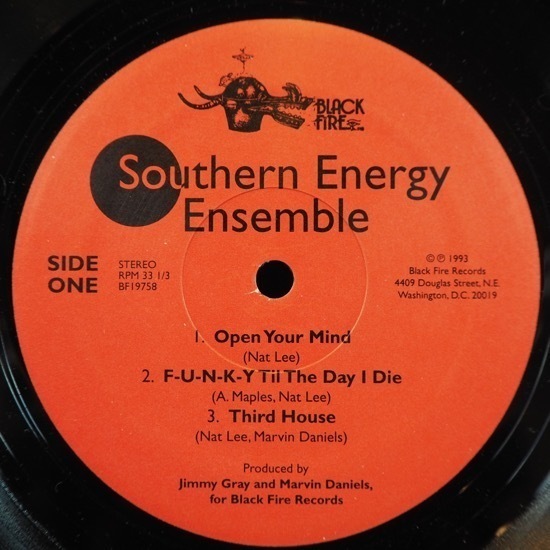 BLACK
FIRE
Southern Energy
Ensemble
SIDE
ONE
STEREO
RPM 33 1/3
BF19758
© ℗ 1993
Black Fire Records
4409 Douglas Street, N.E.
Washington, D.C. 20019
1. Open Your Mind
(Nat Lee)
2. F-U-N-K-Y Til The Day I Die
(A. Maples, Nat Lee)
3. Third House
(Nat Lee, Marvin Daniels)
Produced by
Jimmy Gray and Marvin Daniels,
for Black Fire Records